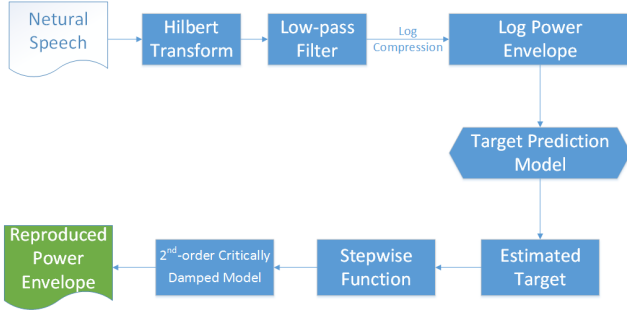 Netural
Speech
Hilbert
Transform
Low-pass
Filter
Log
Compression
Log Power
Envelope
Target Prediction
Model
Reproduced
Power
Envelope
2nd-order Critically
Damped Model
Stepwise
Function
Estimated
Target